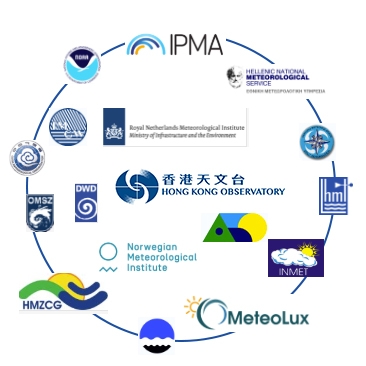 IPMA
NOAA
HELLENIC NATIONAL
METEOROLOGICAL
SERVICE
ΕΘΝΙΚΗ ΜΕΤΕΩΡΟΛΟΓΙΚΗ ΥΠΗΡΕΣΙΑ
Royal Netherlands Meteorological Institute
Ministry of Infrastructure and the Environment
香港天文台
HONG KONG OBSERVATORY
DWD
OMSZ
hml
Norwegian
Meteorological
Institute
INMET
HMZCG
MeteoLux